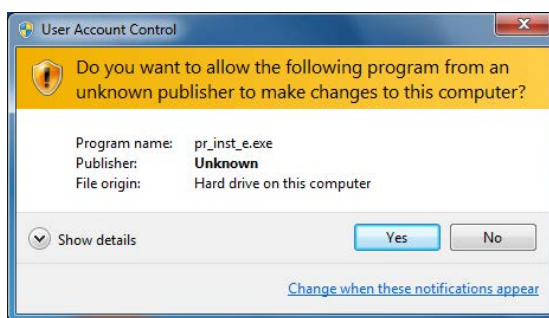 User Account Control
Do you want to allow the following program from an
unknown publisher to make changes to this computer?
Program name: pr_inst_e.exe
Publisher: Unknown
File origin: Hard drive on this computer
Show details
Yes No
Change when these notifications appear